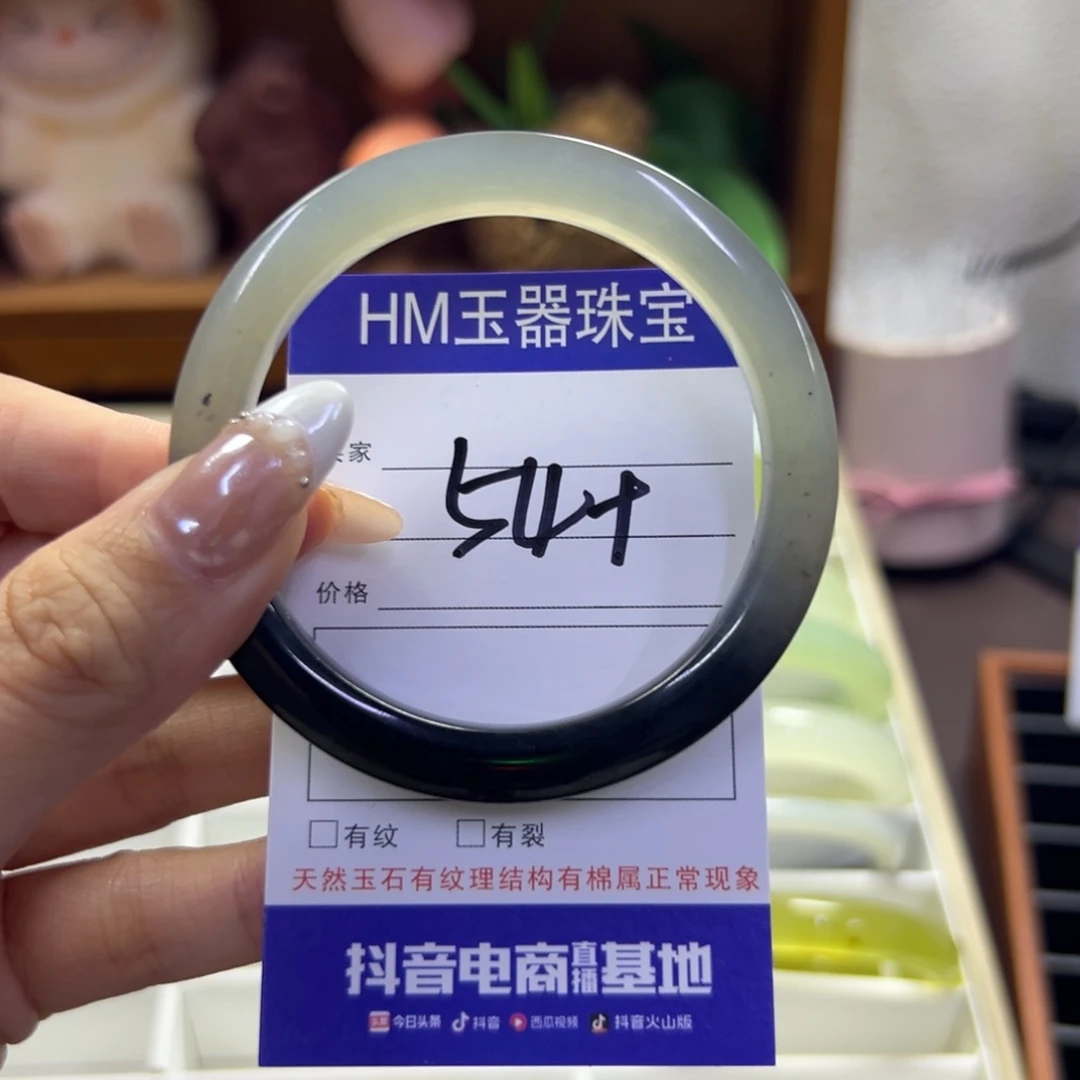 HM玉器珠宝
家
价格
有纹 有裂
天然玉石有纹理结构有棉属正常现象
抖音电商直播基地
头条 今日头条 抖音 西瓜视频 抖音火山版